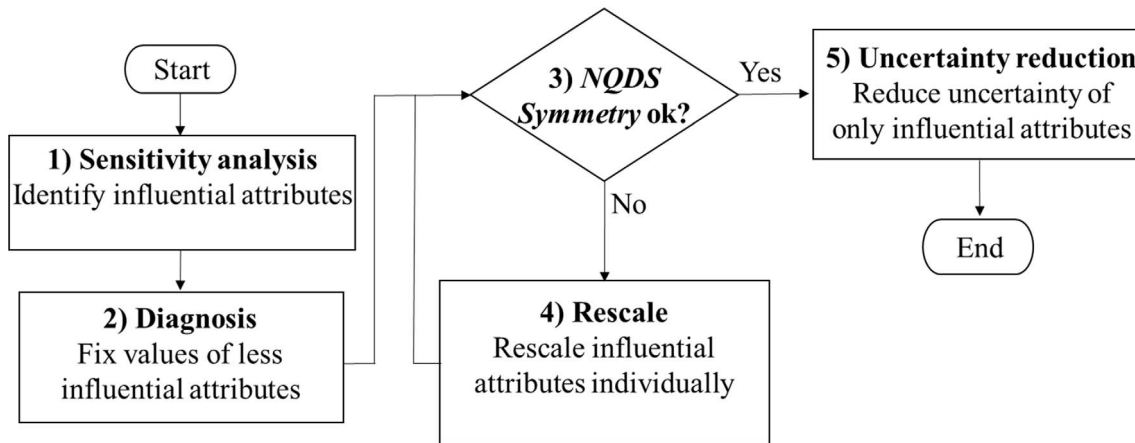 Start
1) Sensitivity analysis
Identify influential attributes
2) Diagnosis
Fix values of less
influential attributes
3) NQDS
Symmetry ok?
Yes
No
4) Rescale
Rescale influential
attributes individually
5) Uncertainty reduction
Reduce uncertainty of
only influential attributes
End